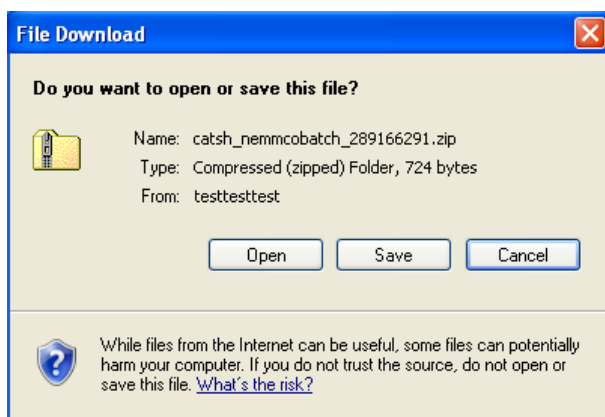 File Download
Do you want to open or save this file?
Name: catsh_nemmcobatch_289166291.zip
Type: Compressed (zipped) Folder, 724 bytes
From: testtesttest
Open Save Cancel
While files from the Internet can be useful, some files can potentially
harm your computer. If you do not trust the source, do not open or
save this file. What's the risk?